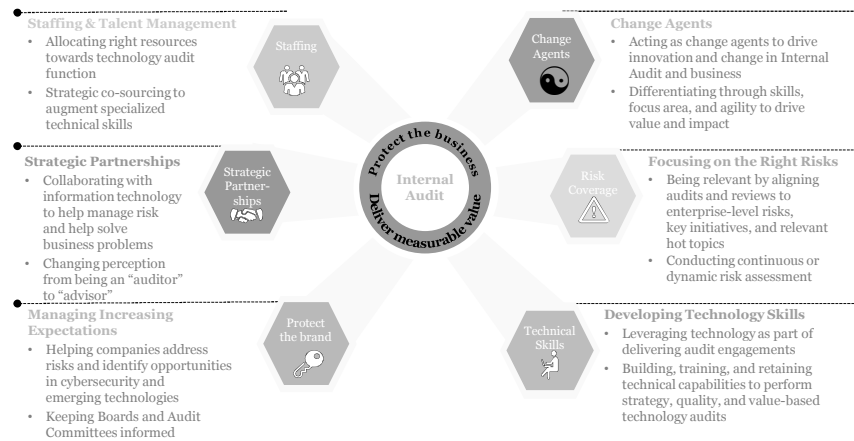 Staffing & Talent Management
• Allocating right resources
towards technology audit
function
• Strategic co-sourcing to
augment specialized
technical skills
Staffing
Strategic Partnerships
• Collaborating with
information technology
to help manage risk
and help solve
business problems
• Changing perception
from being an “auditor”
to “advisor”
Strategic
Partner-
ships
Managing Increasing
Expectations
• Helping companies address
risks and identify opportunities
in cybersecurity and
emerging technologies
• Keeping Boards and Audit
Committees informed
Protect
the brand
Protect the business
Internal
Audit
Deliver measurable value
Change
Agents
Change Agents
• Acting as change agents to drive
innovation and change in Internal
Audit and business
• Differentiating through skills,
focus area, and agility to drive
value and impact
Risk
Coverage
Focusing on the Right Risks
• Being relevant by aligning
audits and reviews to
enterprise-level risks,
key initiatives, and relevant
hot topics
• Conducting continuous or
dynamic risk assessment
Technical
Skills
Developing Technology Skills
• Leveraging technology as part of
delivering audit engagements
• Building, training, and retaining
technical capabilities to perform
strategy, quality, and value-based
technology audits